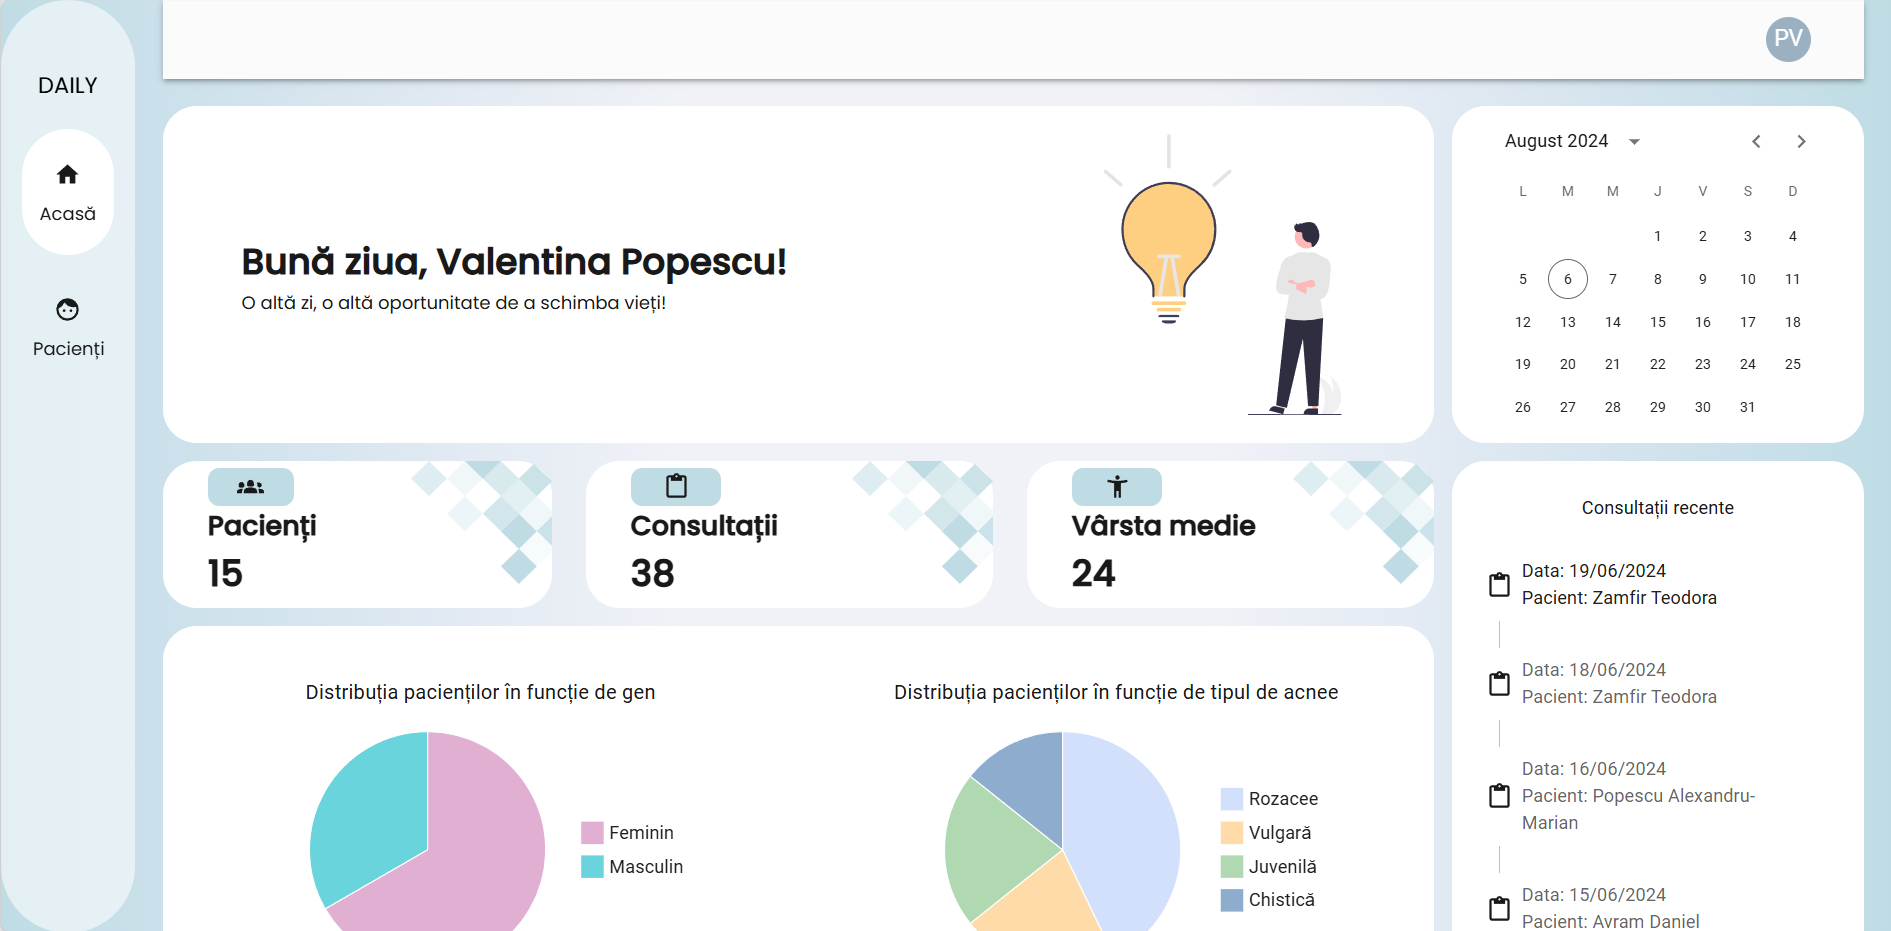 DAILY
Acasă
Pacienți
PV
Bună ziua, Valentina Popescu!
O altă zi, o altă oportunitate de a schimba vieți!
August 2024
L M M J V S D
1 2 3 4
5 6 7 8 9 10 11
12 13 14 15 16 17 18
19 20 21 22 23 24 25
26 27 28 29 30 31
Pacienți
15
Consultații
38
Vârsta medie
24
Distribuția pacienților în funcție de gen
Feminin
Masculin
Distribuția pacienților în funcție de tipul de acnee
Rozacee
Vulgară
Juvenilă
Chistică
Consultații recente
Data: 19/06/2024
Pacient: Zamfir Teodora
Data: 18/06/2024
Pacient: Zamfir Teodora
Data: 16/06/2024
Pacient: Popescu Alexandru-
Marian
Data: 15/06/2024
Pacient: Avram Daniel